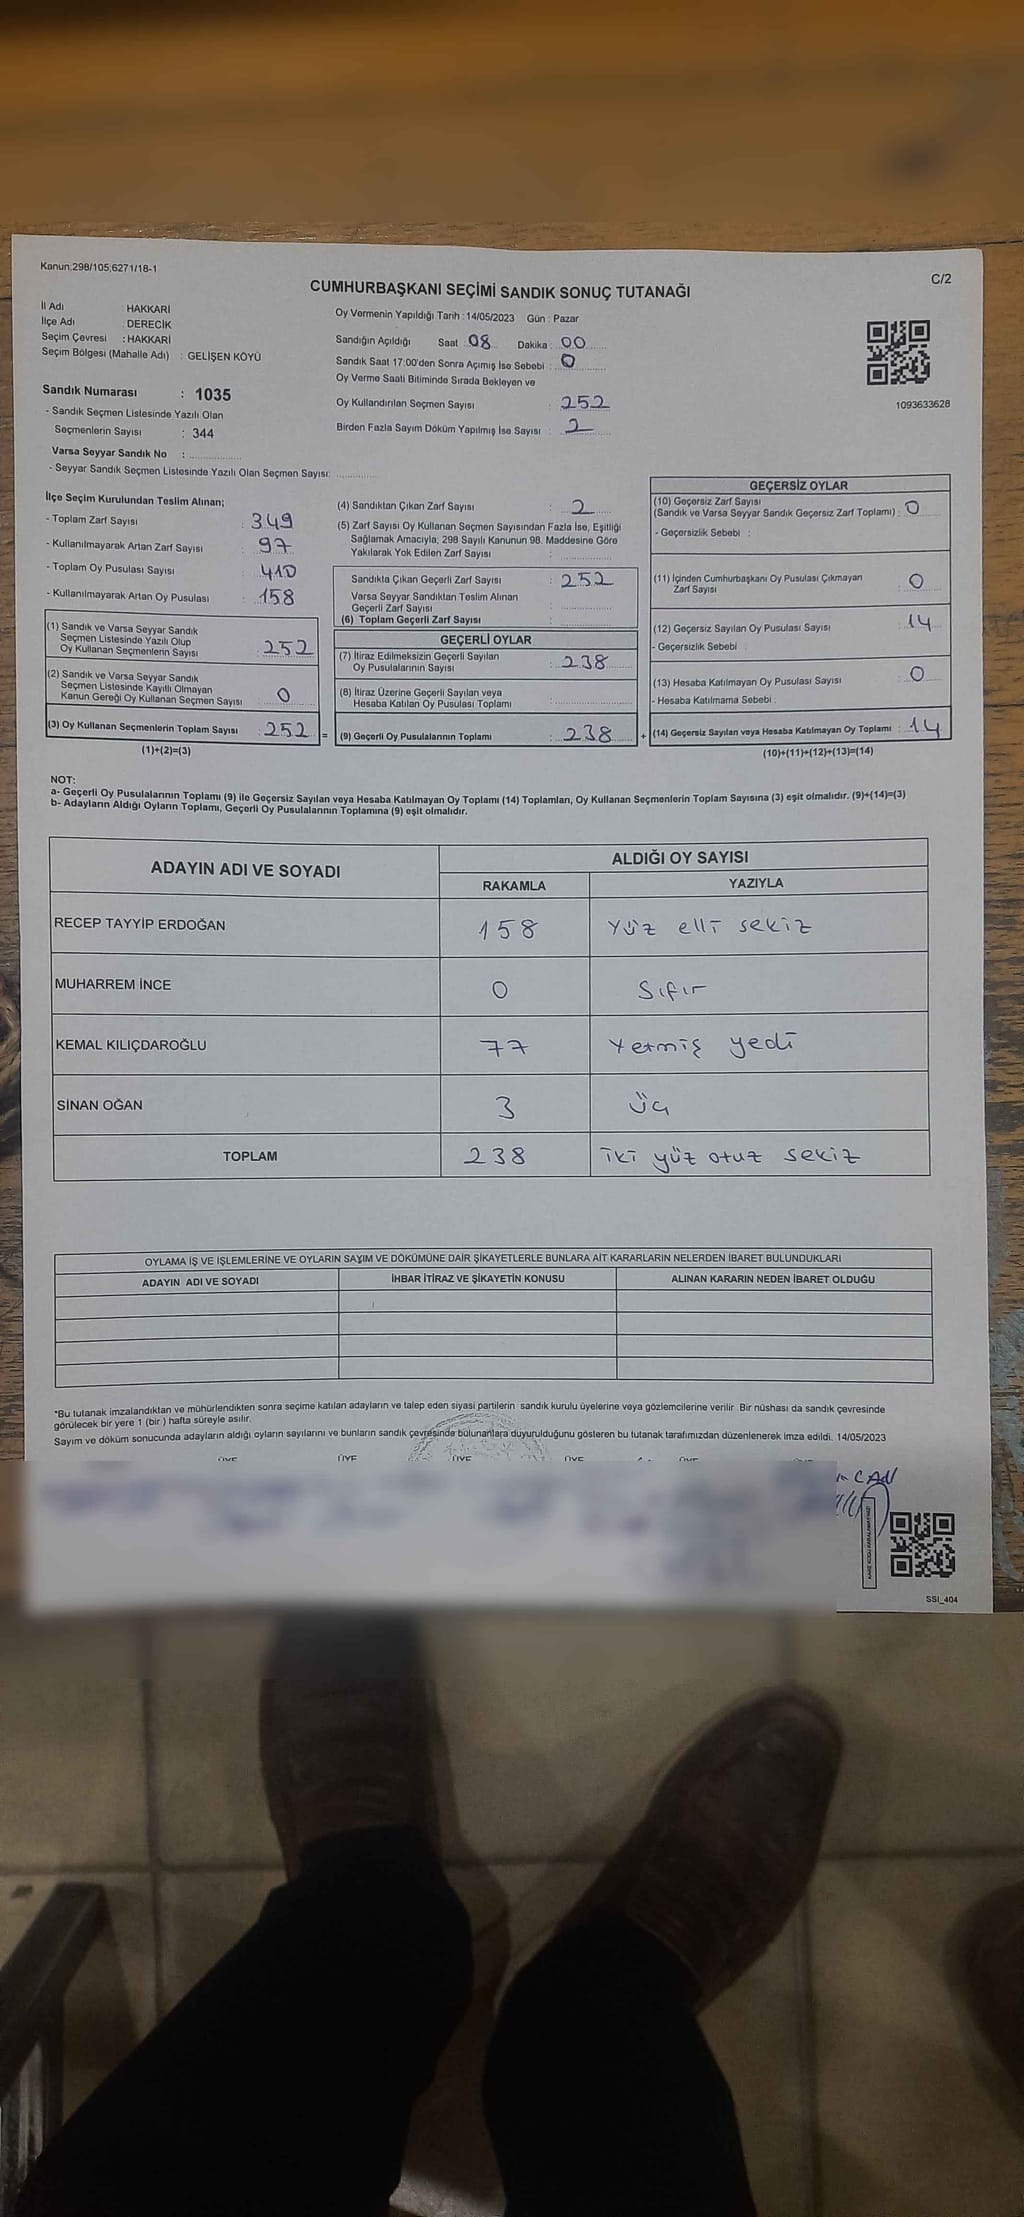 Kanun:298/105;6271/18-1
C/2
CUMHURBAŞKANI SEÇİMİ SANDIK SONUÇ TUTANAĞI
İl Adı : HAKKARİ
İlçe Adı : DERECİK
Seçim Çevresi : HAKKARİ
Seçim Bölgesi (Mahalle Adı) : GELİŞEN KÖYÜ
Sandık Numarası : 1035
- Sandık Seçmen Listesinde Yazılı Olan
Seçmenlerin Sayısı : 344
Varsa Seyyar Sandık No :
- Seyyar Sandık Seçmen Listesinde Yazılı Olan Seçmen Sayısı:
Oy Vermenin Yapıldığı Tarih : 14/05/2023 Gün : Pazar
Sandığın Açıldığı Saat : 08 Dakika : 00
Sandık Saat 17:00'den Sonra Açımış İse Sebebi : 0
Oy Verme Saati Bitiminde Sırada Bekleyen ve
Oy Kullandırılan Seçmen Sayısı : 252
Birden Fazla Sayım Döküm Yapılmış İse Sayısı : 2
1093633628
İlçe Seçim Kurulundan Teslim Alınan;
- Toplam Zarf Sayısı : 349
- Kullanılmayarak Artan Zarf Sayısı : 97
- Toplam Oy Pusulası Sayısı : 410
- Kullanılmayarak Artan Oy Pusulası : 158
(1) Sandık ve Varsa Seyyar Sandık
Seçmen Listesinde Yazılı Olup
Oy Kullanan Seçmenlerin Sayısı : 252
(2) Sandık ve Varsa Seyyar Sandık
Seçmen Listesinde Kayıtlı Olmayan
Kanun Gereği Oy Kullanan Seçmen Sayısı : 0
(3) Oy Kullanan Seçmenlerin Toplam Sayısı : 252 =
(1)+(2)=(3)
(4) Sandıktan Çıkan Zarf Sayısı : 2
(5) Zarf Sayısı Oy Kullanan Seçmen Sayısından Fazla İse, Eşitliği
Sağlamak Amacıyla; 298 Sayılı Kanunun 98. Maddesine Göre
Yakılarak Yok Edilen Zarf Sayısı :
Sandıkta Çıkan Geçerli Zarf Sayısı : 252
Varsa Seyyar Sandıktan Teslim Alınan
Geçerli Zarf Sayısı :
(6) Toplam Geçerli Zarf Sayısı :
GEÇERLİ OYLAR
(7) İtiraz Edilmeksizin Geçerli Sayılan
Oy Pusulalarının Sayısı : 238
(8) İtiraz Üzerine Geçerli Sayılan veya
Hesaba Katılan Oy Pusulası Toplamı :
(9) Geçerli Oy Pusulalarının Toplamı : 238 +
GEÇERSİZ OYLAR
(10) Geçersiz Zarf Sayısı
(Sandık ve Varsa Seyyar Sandık Geçersiz Zarf Toplamı) : 0
- Geçersizlik Sebebi :
(11) İçinden Cumhurbaşkanı Oy Pusulası Çıkmayan
Zarf Sayısı : 0
(12) Geçersiz Sayılan Oy Pusulası Sayısı : 14
- Geçersizlik Sebebi
(13) Hesaba Katılmayan Oy Pusulası Sayısı : 0
- Hesaba Katılmama Sebebi :
(14) Geçersiz Sayılan veya Hesaba Katılmayan Oy Toplamı : 14
(10)+(11)+(12)+(13)=(14)
NOT:
a- Geçerli Oy Pusulalarının Toplamı (9) ile Geçersiz Sayılan veya Hesaba Katılmayan Oy Toplamı (14) Toplamları, Oy Kullanan Seçmenlerin Toplam Sayısına (3) eşit olmalıdır. (9)+(14)=(3)
b- Adayların Aldığı Oyların Toplamı, Geçerli Oy Pusulalarının Toplamına (9) eşit olmalıdır.
ADAYIN ADI VE SOYADI ALDIĞI OY SAYISI
RAKAMLA YAZIYLA
RECEP TAYYİP ERDOĞAN 158 yüz elli sekiz
MUHARREM İNCE 0 Sıfır
KEMAL KILIÇDAROĞLU 77 Yetmiş yedi
SİNAN OĞAN 3 üç
TOPLAM 238 iki yüz otuz sekiz
OYLAMA İŞ VE İŞLEMLERİNE VE OYLARIN SAYIM VE DÖKÜMÜNE DAİR ŞİKAYETLERLE BUNLARA AİT KARARLARIN NELERDEN İBARET BULUNDUKLARI
ADAYIN ADI VE SOYADI İHBAR İTİRAZ VE ŞİKAYETİN KONUSU ALINAN KARARIN NEDEN İBARET OLDUĞU
*Bu tutanak imzalandıktan ve mühürlendikten sonra seçime katılan adayların ve talep eden siyasi partilerin sandık kurulu üyelerine veya gözlemcilerine verilir. Bir nüshası da sandık çevresinde
görülecek bir yere 1 (bir) hafta süreyle asılır.
Sayım ve döküm sonucunda adayların aldığı oyların sayılarını ve bunların sandık çevresinde bulunanlara duyurulduğunu gösteren bu tutanak tarafımızdan düzenlenerek imza edildi. 14/05/2023
ÜYE ÜYE ÜYE ÜYE ÜYE
CAN
SSI_404